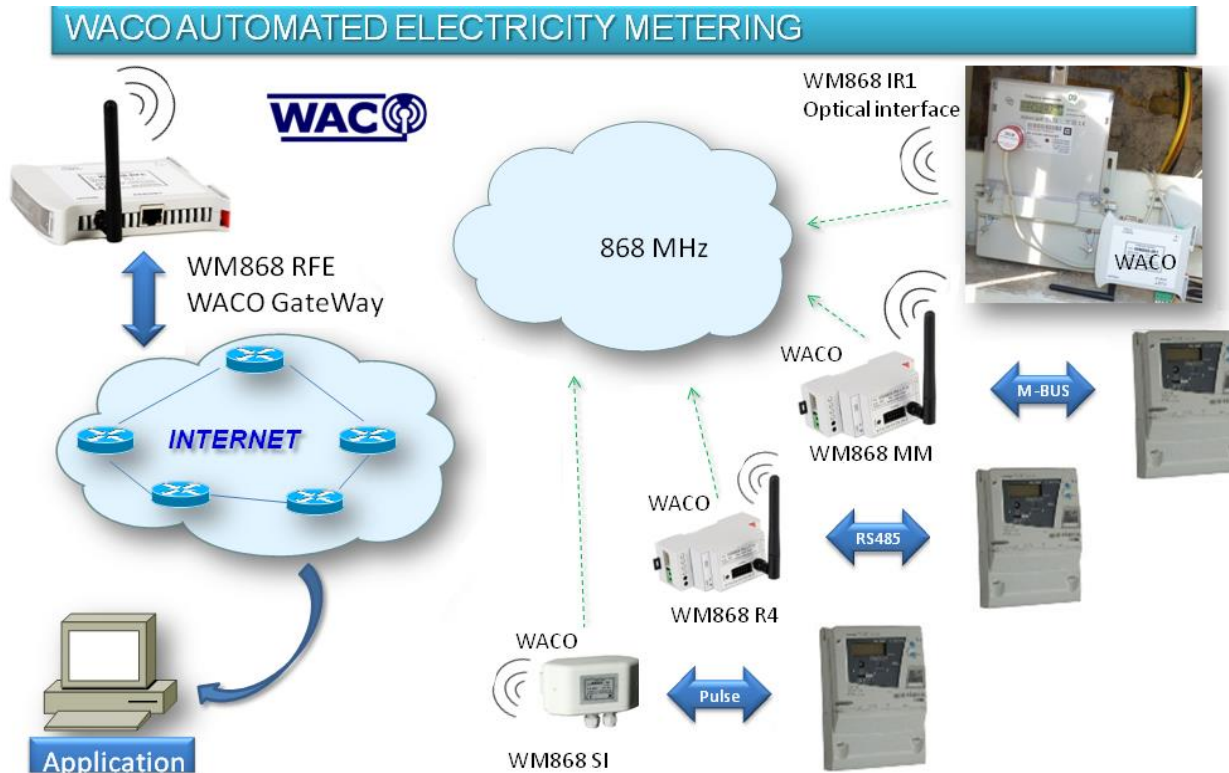 WACO AUTOMATED ELECTRICITY METERING
WACO
WM868 IR1
Optical interface
WACO
868 MHz
WM868 RFE
WACO GateWay
WACO
M-BUS
WM868 MM
INTERNET
WACO
RS485
WM868 R4
WACO
Pulse
WM868 SI
Application